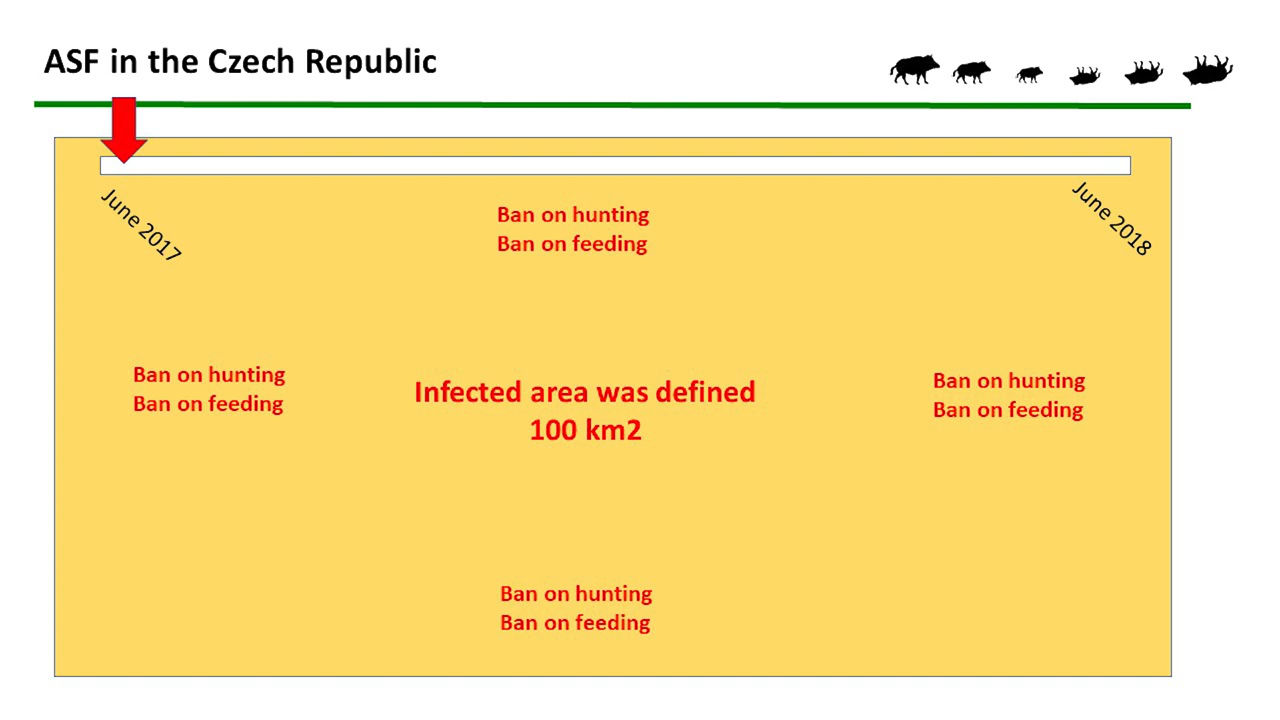 ASF in the Czech Republic
June 2017
June 2018
Ban on hunting
Ban on feeding
Ban on hunting
Ban on feeding
Infected area was defined
100 km2
Ban on hunting
Ban on feeding
Ban on hunting
Ban on feeding